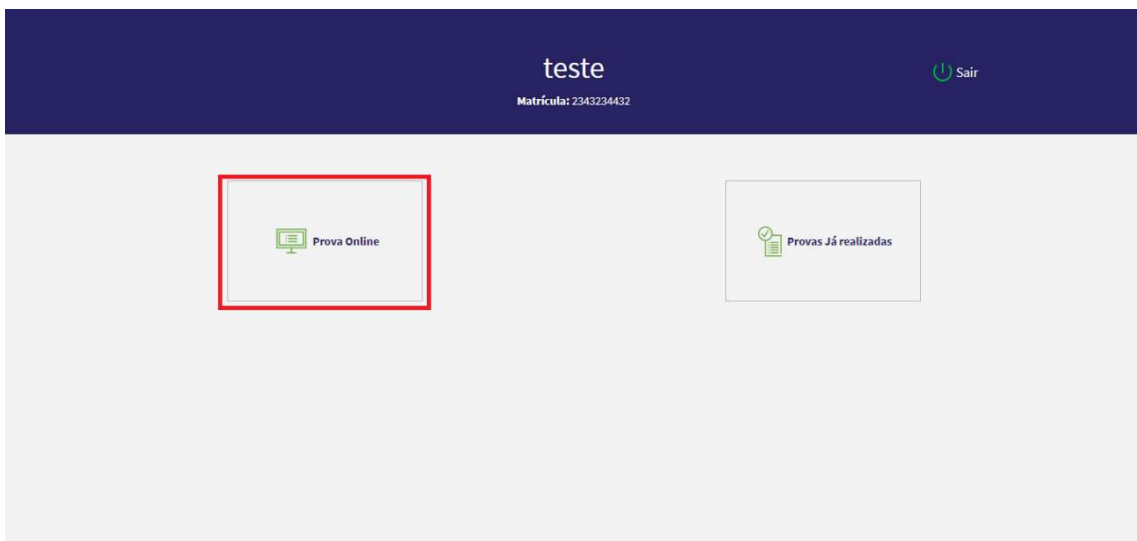 teste
Sair
Matrícula: 2343234432
Prova Online
Provas Já realizadas